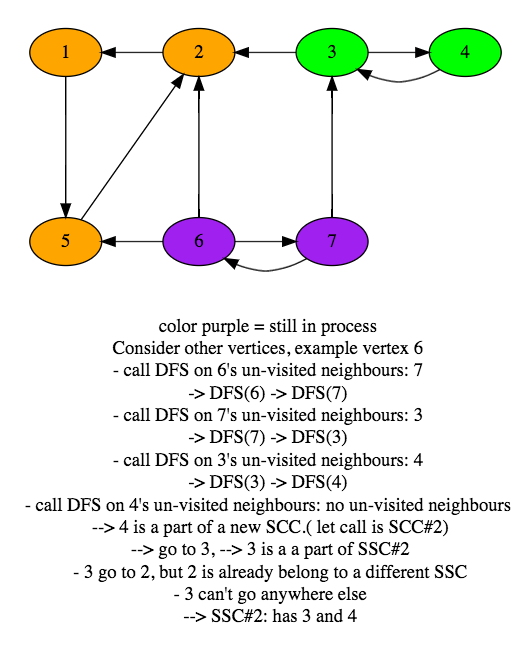 1 2 3 4
5 6 7
color purple = still in process
Consider other vertices, example vertex 6
- call DFS on 6's un-visited neighbours: 7
-> DFS(6) -> DFS(7)
- call DFS on 7's un-visited neighbours: 3
-> DFS(7) -> DFS(3)
- call DFS on 3's un-visited neighbours: 4
-> DFS(3) -> DFS(4)
- call DFS on 4's un-visited neighbours: no un-visited neighbours
--> 4 is a part of a new SCC.( let call is SCC#2)
--> go to 3, --> 3 is a a part of SSC#2
- 3 go to 2, but 2 is already belong to a different SSC
- 3 can't go anywhere else
--> SSC#2: has 3 and 4